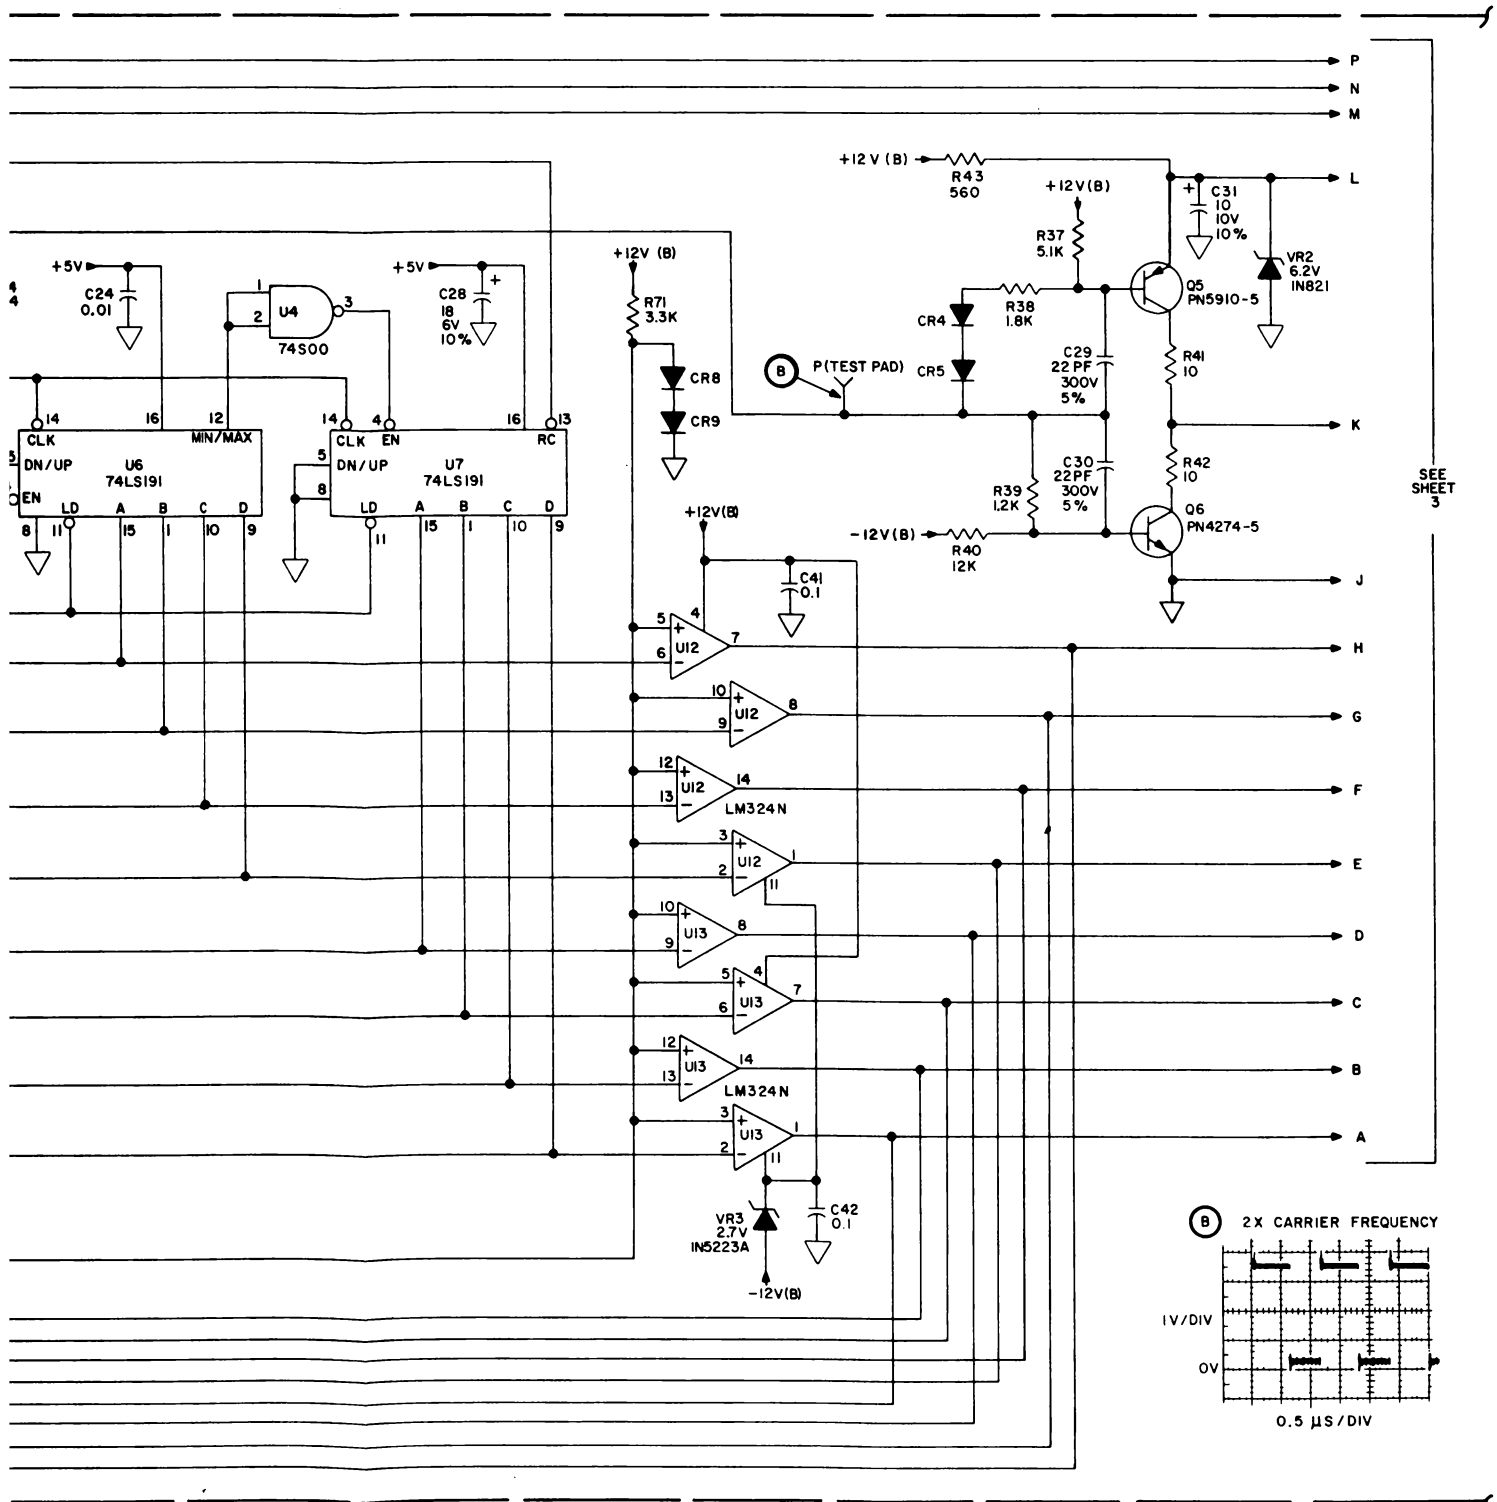 P
N
M
+12V (B)
R43
560
L
+12V(B)
C31
10
10V
10%
+
R37
5.1K
+12V (B)
VR2
6.2V
1N821
+5V
C24
0.01
4
4
1
2
U4
3
74S00
+5V
C28
18
6V
10%
+
R71
3.3K
Q5
PN5910-5
R38
1.8K
CR4
CR5
C29
22PF
300V
5%
R41
10
B
P(TEST PAD)
CR8
CR9
14
16
12
14
4
16
13
CLK
MIN/MAX
CLK
EN
RC
K
5
DN/UP
U6
74LS191
5
DN/UP
U7
74LS191
8
EN
LD
A
B
C
D
LD
A
B
C
D
8
11
15
1
10
9
11
15
1
10
9
C30
22PF
300V
5%
R42
10
R39
1.2K
Q6
PN4274-5
-12V(B)
R40
12K
SEE
SHEET
3
+12V(B)
C41
0.1
J
5
+
4
U12
7
6
-
H
10
+
U12
8
9
-
G
12
+
U12
14
13
-
LM324N
F
3
+
U12
1
2
-
11
E
10
+
U13
8
9
-
D
5
+
4
U13
7
6
-
C
12
+
U13
14
13
-
LM324N
B
3
+
U13
1
2
-
11
A
VR3
2.7V
1N5223A
C42
0.1
-12V(B)
B 2X CARRIER FREQUENCY
1V/DIV
0V
0.5 µS/DIV